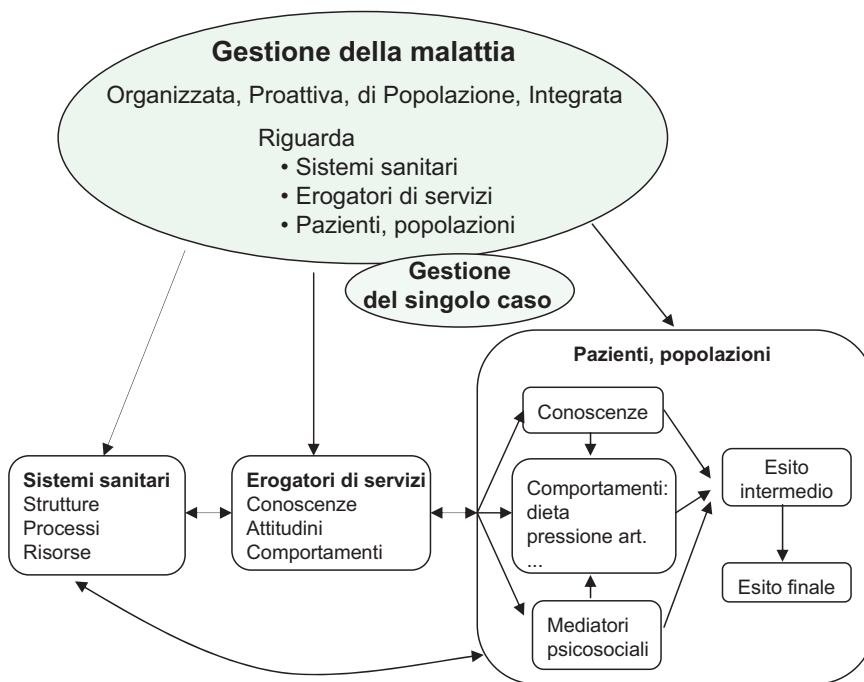 Gestione della malattia
Organizzata, Proattiva, di Popolazione, Integrata
Riguarda
• Sistemi sanitari
• Erogatori di servizi
• Pazienti, popolazioni
Gestione
del singolo caso
Sistemi sanitari
Strutture
Processi
Risorse
Erogatori di servizi
Conoscenze
Attitudini
Comportamenti
Pazienti, popolazioni
Conoscenze
Comportamenti:
dieta
pressione art.
...
Mediatori
psicosociali
Esito
intermedio
Esito finale